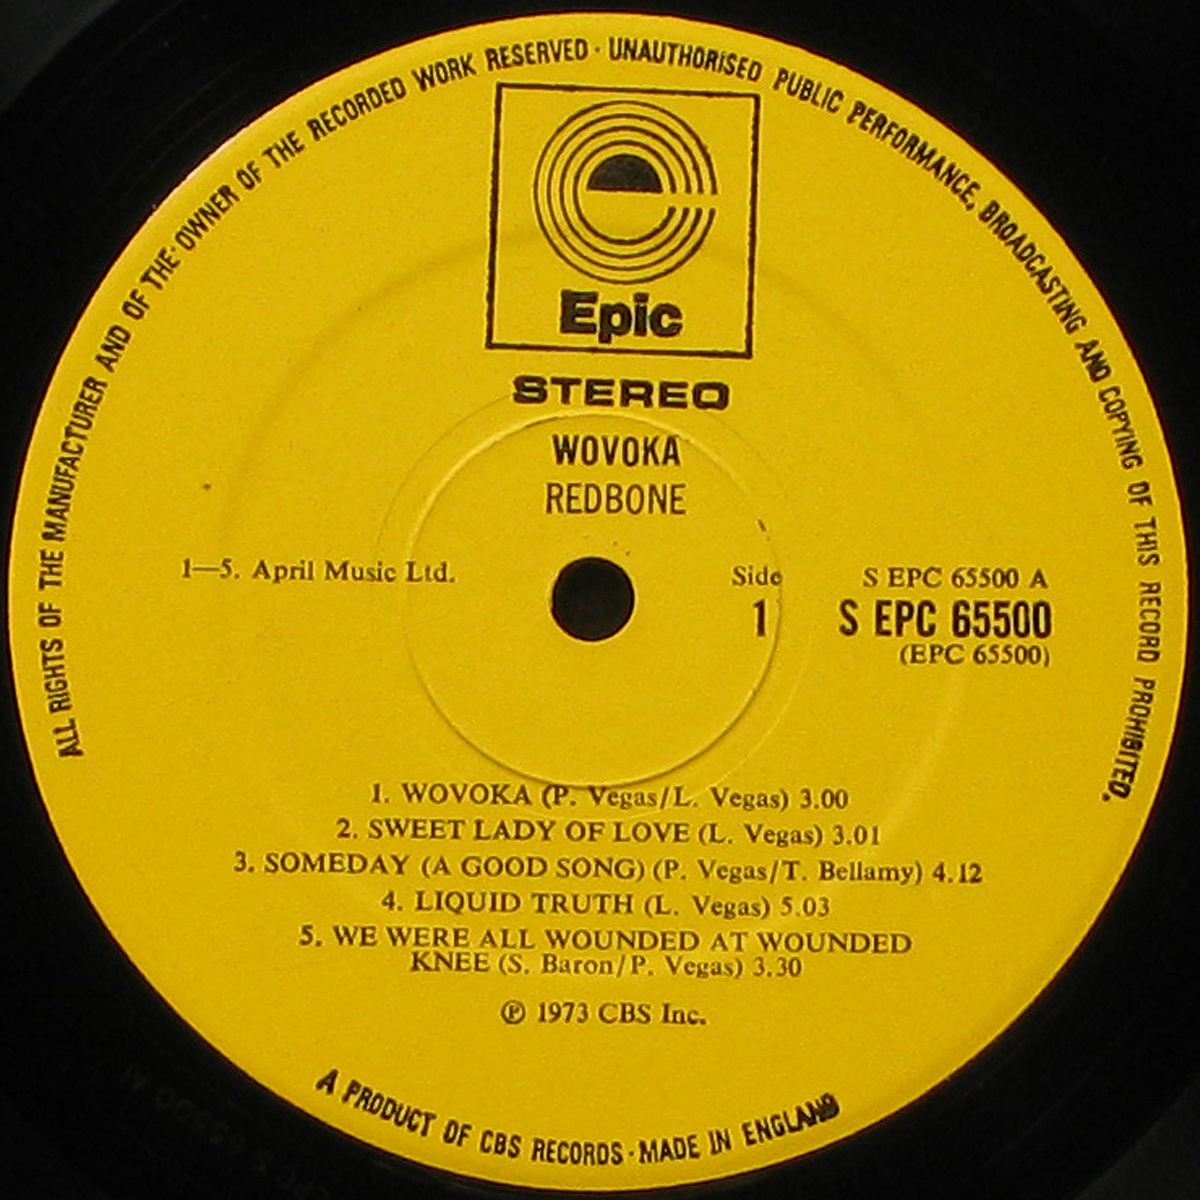 ALL RIGHTS OF THE MANUFACTURER AND OF THE OWNER OF THE RECORDED WORK RESERVED · UNAUTHORISED PUBLIC PERFORMANCE, BROADCASTING AND COPYING OF THIS RECORD PROHIBITED.
Epic
STEREO
WOVOKA
REDBONE
1—5. April Music Ltd.
Side
1
S EPC 65500 A
S EPC 65500
(EPC 65500)
1. WOVOKA (P. Vegas/L. Vegas) 3.00
2. SWEET LADY OF LOVE (L. Vegas) 3.01
3. SOMEDAY (A GOOD SONG) (P. Vegas/T. Bellamy) 4.12
4. LIQUID TRUTH (L. Vegas) 5.03
5. WE WERE ALL WOUNDED AT WOUNDED
KNEE (S. Baron/P. Vegas) 3.30
℗ 1973 CBS Inc.
A PRODUCT OF CBS RECORDS · MADE IN ENGLAND